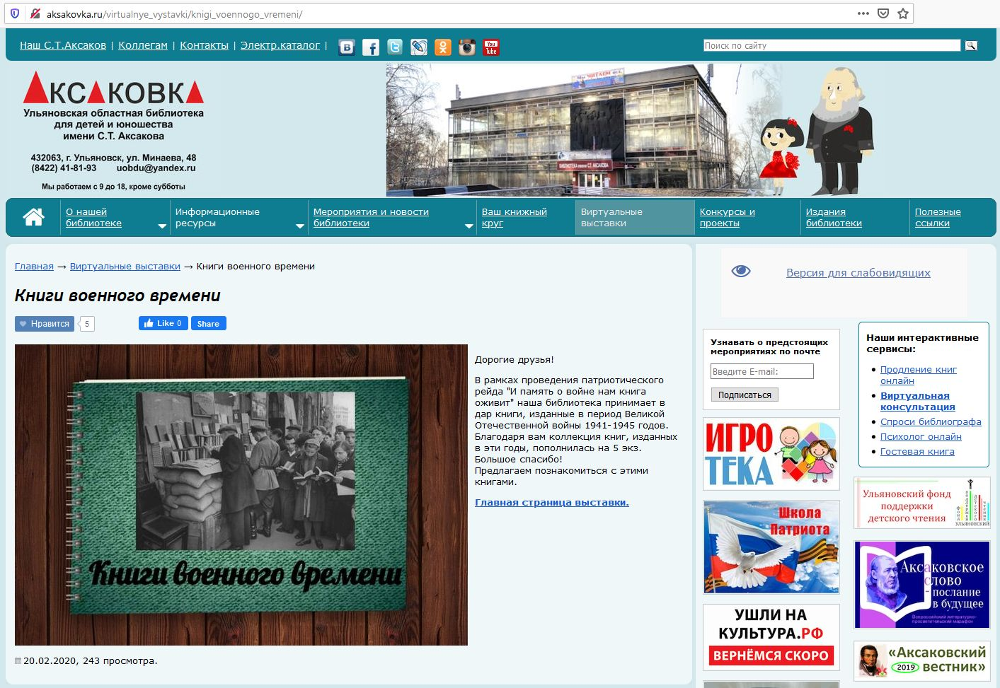 aksakovka.ru/virtualnye_vystavki/knigi_voennogo_vremeni/
Наш С.Т.Аксаков | Коллегам | Контакты | Электр.каталог |
You
Tube
Поиск по сайту
АКСАКОВКА
Ульяновская областная библиотека
для детей и юношества
имени С.Т. Аксакова
432063, г. Ульяновск, ул. Минаева, 48
(8422) 41-81-93 uobdu@yandex.ru
Мы работаем с 9 до 18, кроме субботы
Мы ЧИТАЕМ
БИБЛИОТЕКА имени С.Т. АКСАКОВА
О нашей
библиотеке
Информационные
ресурсы
Мероприятия и новости
библиотеки
Ваш книжный
круг
Виртуальные
выставки
Конкурсы и
проекты
Издания
библиотеки
Полезные
ссылки
Главная → Виртуальные выставки → Книги военного времени
Книги военного времени
Нравится 5
Like 0 Share
Книги военного времени
Дорогие друзья!
В рамках проведения патриотического
рейда "И память о войне нам книга
оживит" наша библиотека принимает в
дар книги, изданные в период Великой
Отечественной войны 1941-1945 годов.
Благодаря вам коллекция книг, изданных
в эти годы, пополнилась на 5 экз.
Большое спасибо!
Предлагаем познакомиться с этими
книгами.
Главная страница выставки.
20.02.2020, 243 просмотра.
Версия для слабовидящих
Узнавать о предстоящих
мероприятиях по почте
Введите E-mail:
Подписаться
ИГРО
ТЕКА
Школа
Патриота
УШЛИ НА
КУЛЬТУРА.РФ
ВЕРНЁМСЯ СКОРО
Наши интерактивные
сервисы:
Продление книг
онлайн
Виртуальная
консультация
Спроси библиографа
Психолог онлайн
Гостевая книга
Ульяновский фонд
поддержки
детского чтения
фонд
поддержки
детского
чтения
УЛЬЯНОВСКИЙ
Аксаковское
слово
- послание
в будущее
Всероссийский литературно-
просветительский марафон
«Аксаковский
2019 вестник»